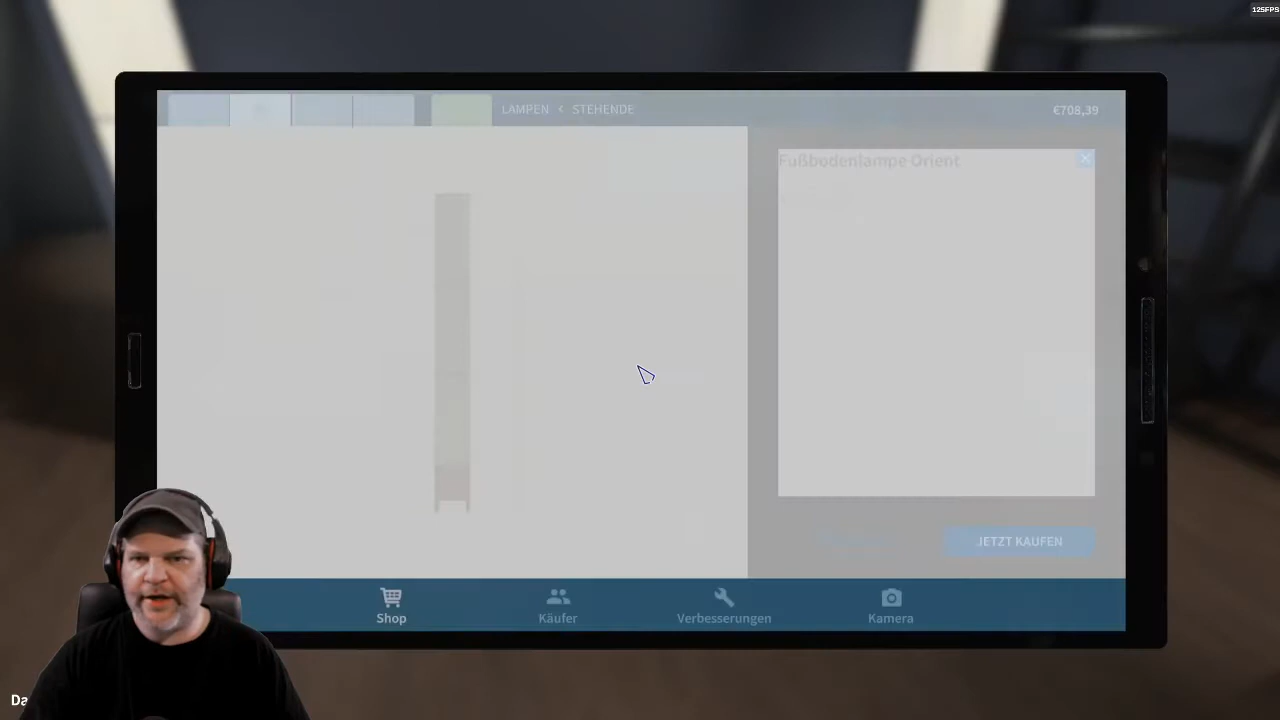 125FPS
LAMPEN < STEHENDE
€708,39
Fußbodenlampe Orient
JETZT KAUFEN
Shop
Käufer
Verbesserungen
Kamera
Da